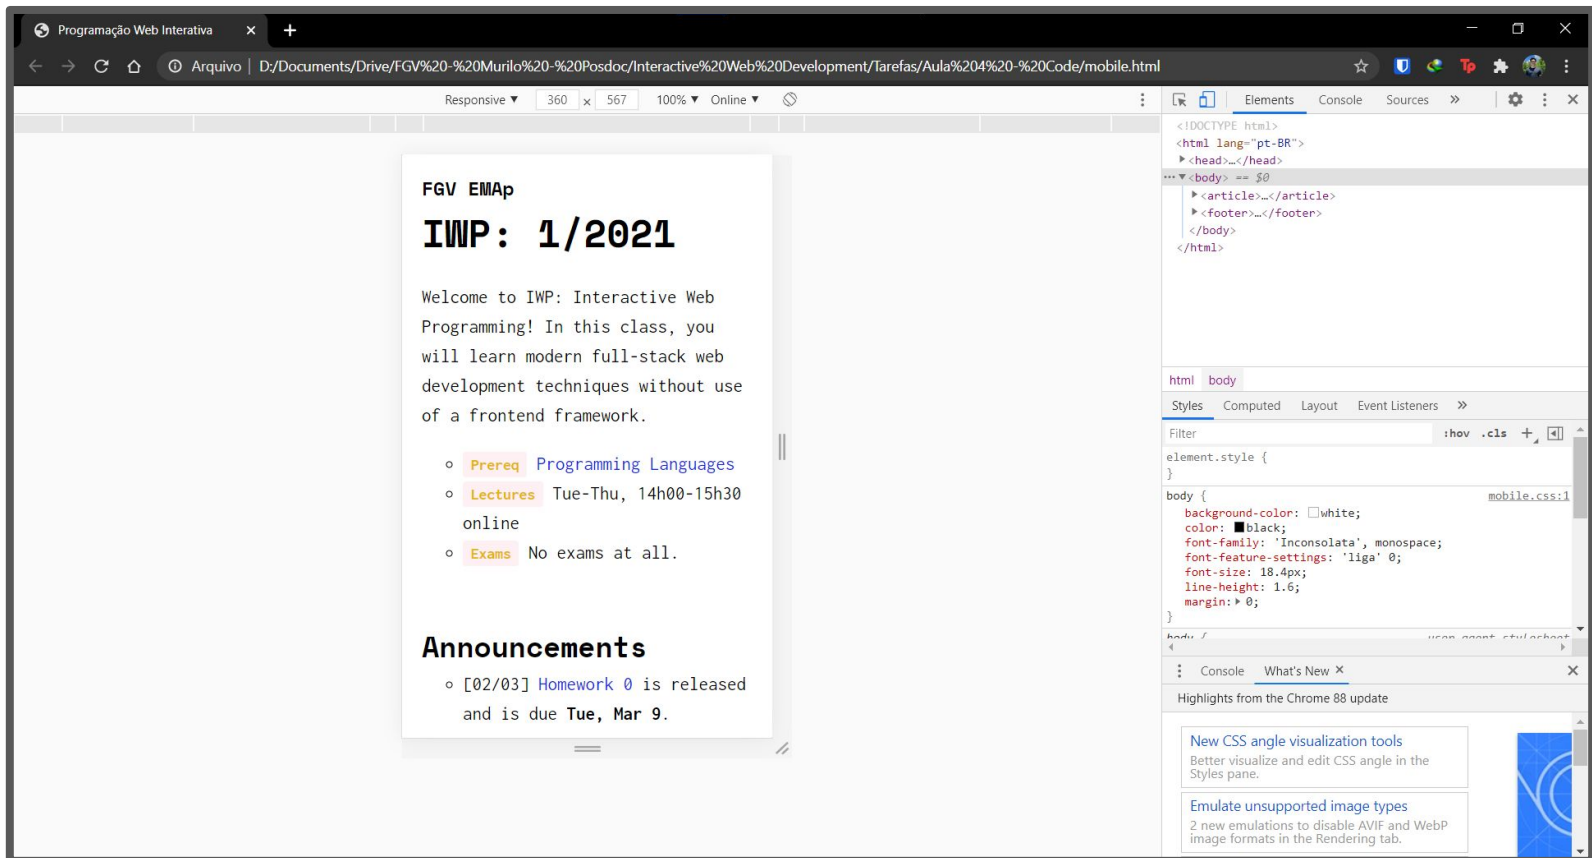 Programação Web Interativa
Arquivo | D:/Documents/Drive/FGV%20-%20Murilo%20-%20Posdoc/Interactive%20Web%20Development/Tarefas/Aula%204%20-%20Code/mobile.html
Tp
Responsive ▼ 360 × 567 100% ▼ Online ▼
FGV EMAp
IWP: 1/2021
Welcome to IWP: Interactive Web
Programming! In this class, you
will learn modern full-stack web
development techniques without use
of a frontend framework.
Prereq Programming Languages
Lectures Tue-Thu, 14h00-15h30
online
Exams No exams at all.
Announcements
[02/03] Homework 0 is released
and is due Tue, Mar 9.
Elements Console Sources »
<!DOCTYPE html>
<html lang="pt-BR">
<head>…</head>
<body> == $0
<article>…</article>
<footer>…</footer>
</body>
</html>
html body
Styles Computed Layout Event Listeners »
Filter :hov .cls +
element.style {
}
body { mobile.css:1
background-color: white;
color: black;
font-family: 'Inconsolata', monospace;
font-feature-settings: 'liga' 0;
font-size: 18.4px;
line-height: 1.6;
margin: 0;
}
body { user agent stylesheet
Console What's New ×
Highlights from the Chrome 88 update
New CSS angle visualization tools
Better visualize and edit CSS angle in the
Styles pane.
Emulate unsupported image types
2 new emulations to disable AVIF and WebP
image formats in the Rendering tab.